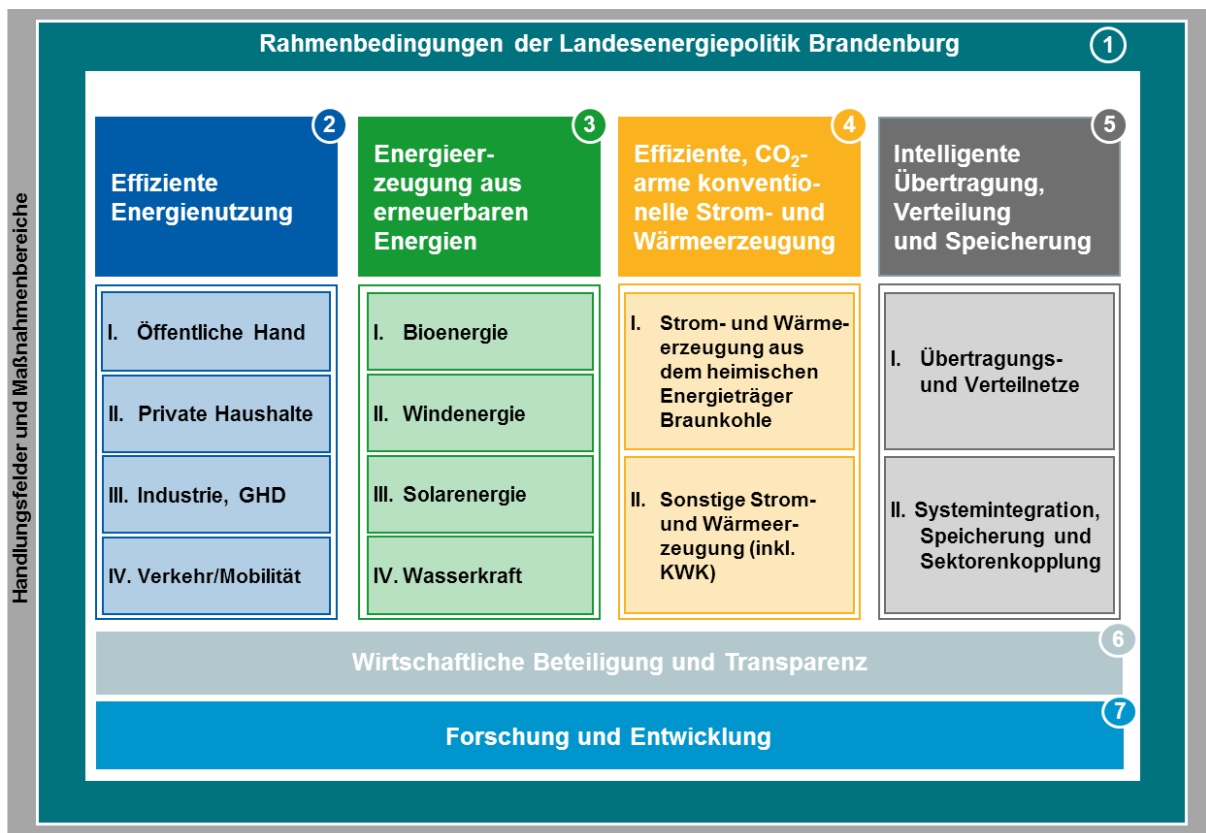 Handlungsfelder und Maßnahmenbereiche
Rahmenbedingungen der Landesenergiepolitik Brandenburg
1
2
Effiziente
Energienutzung
I. Öffentliche Hand
II. Private Haushalte
III. Industrie, GHD
IV. Verkehr/Mobilität
3
Energieer-
zeugung aus
erneuerbaren
Energien
I. Bioenergie
II. Windenergie
III. Solarenergie
IV. Wasserkraft
4
Effiziente, CO₂-
arme konventio-
nelle Strom- und
Wärmeerzeugung
I. Strom- und Wärme-
erzeugung aus
dem heimischen
Energieträger
Braunkohle
II. Sonstige Strom-
und Wärmeer-
zeugung (inkl.
KWK)
5
Intelligente
Übertragung,
Verteilung
und Speicherung
I. Übertragungs-
und Verteilnetze
II. Systemintegration,
Speicherung und
Sektorenkopplung
6
Wirtschaftliche Beteiligung und Transparenz
7
Forschung und Entwicklung